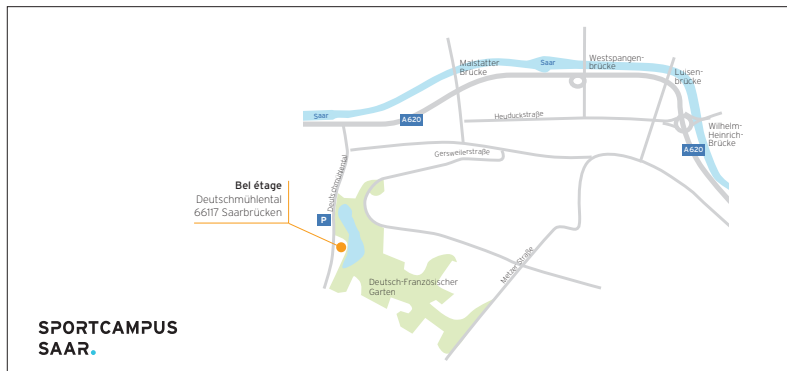 Malstatter
Brücke
Saar
Westspangen-
brücke
Luisen-
brücke
Saar
A620
Heuduckstraße
Wilhelm-
Heinrich-
Brücke
A620
Gersweilerstraße
Deutschmühlental
Bel étage
Deutschmühlental
66117 Saarbrücken
P
Metzer Straße
Deutsch-Französischer
Garten
SPORTCAMPUS
SAAR.